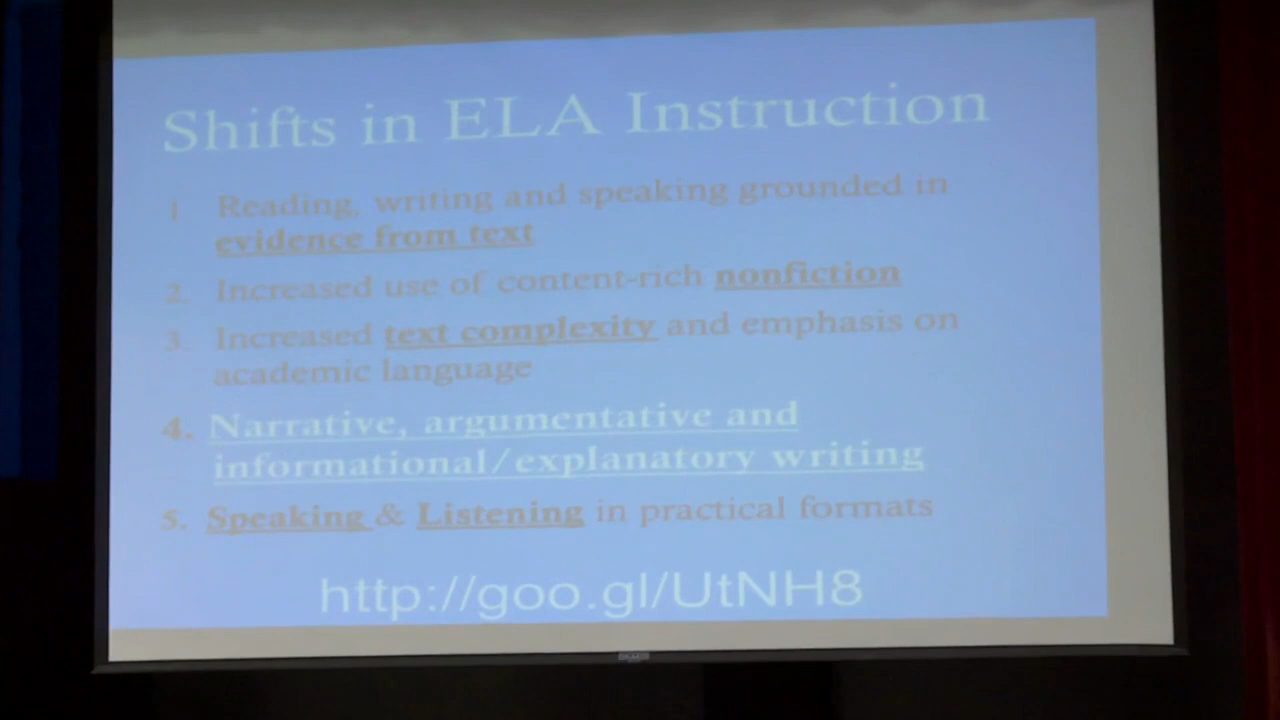 Shifts in ELA Instruction
1. Reading, writing and speaking grounded in
evidence from text
2. Increased use of content-rich nonfiction
3. Increased text complexity and emphasis on
academic language
4. Narrative, argumentative and
informational/explanatory writing
5. Speaking & Listening in practical formats
http://goo.gl/UtNH8